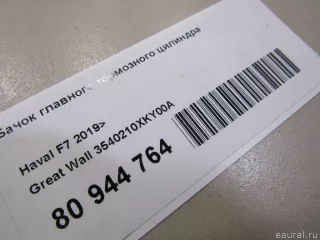 Бачок главного тормозного цилиндра
Haval F7 2019>
Great Wall 3540210XKY00A
80 944 764
eaural.ru